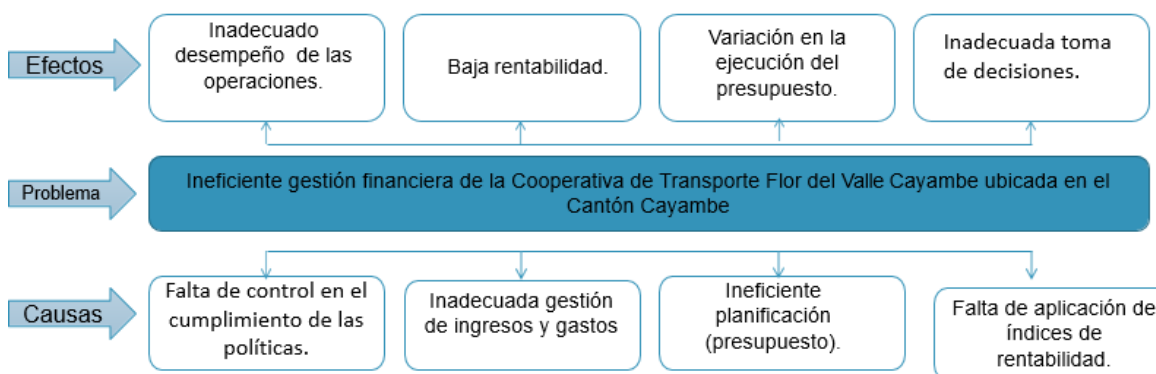 Efectos
Inadecuado
desempeño de las
operaciones.
Baja rentabilidad.
Variación en la
ejecución del
presupuesto.
Inadecuada toma
de decisiones.
Problema
Ineficiente gestión financiera de la Cooperativa de Transporte Flor del Valle Cayambe ubicada en el
Cantón Cayambe
Causas
Falta de control en el
cumplimiento de las
políticas.
Inadecuada gestión
de ingresos y gastos
Ineficiente
planificación
(presupuesto).
Falta de aplicación de
índices de
rentabilidad.